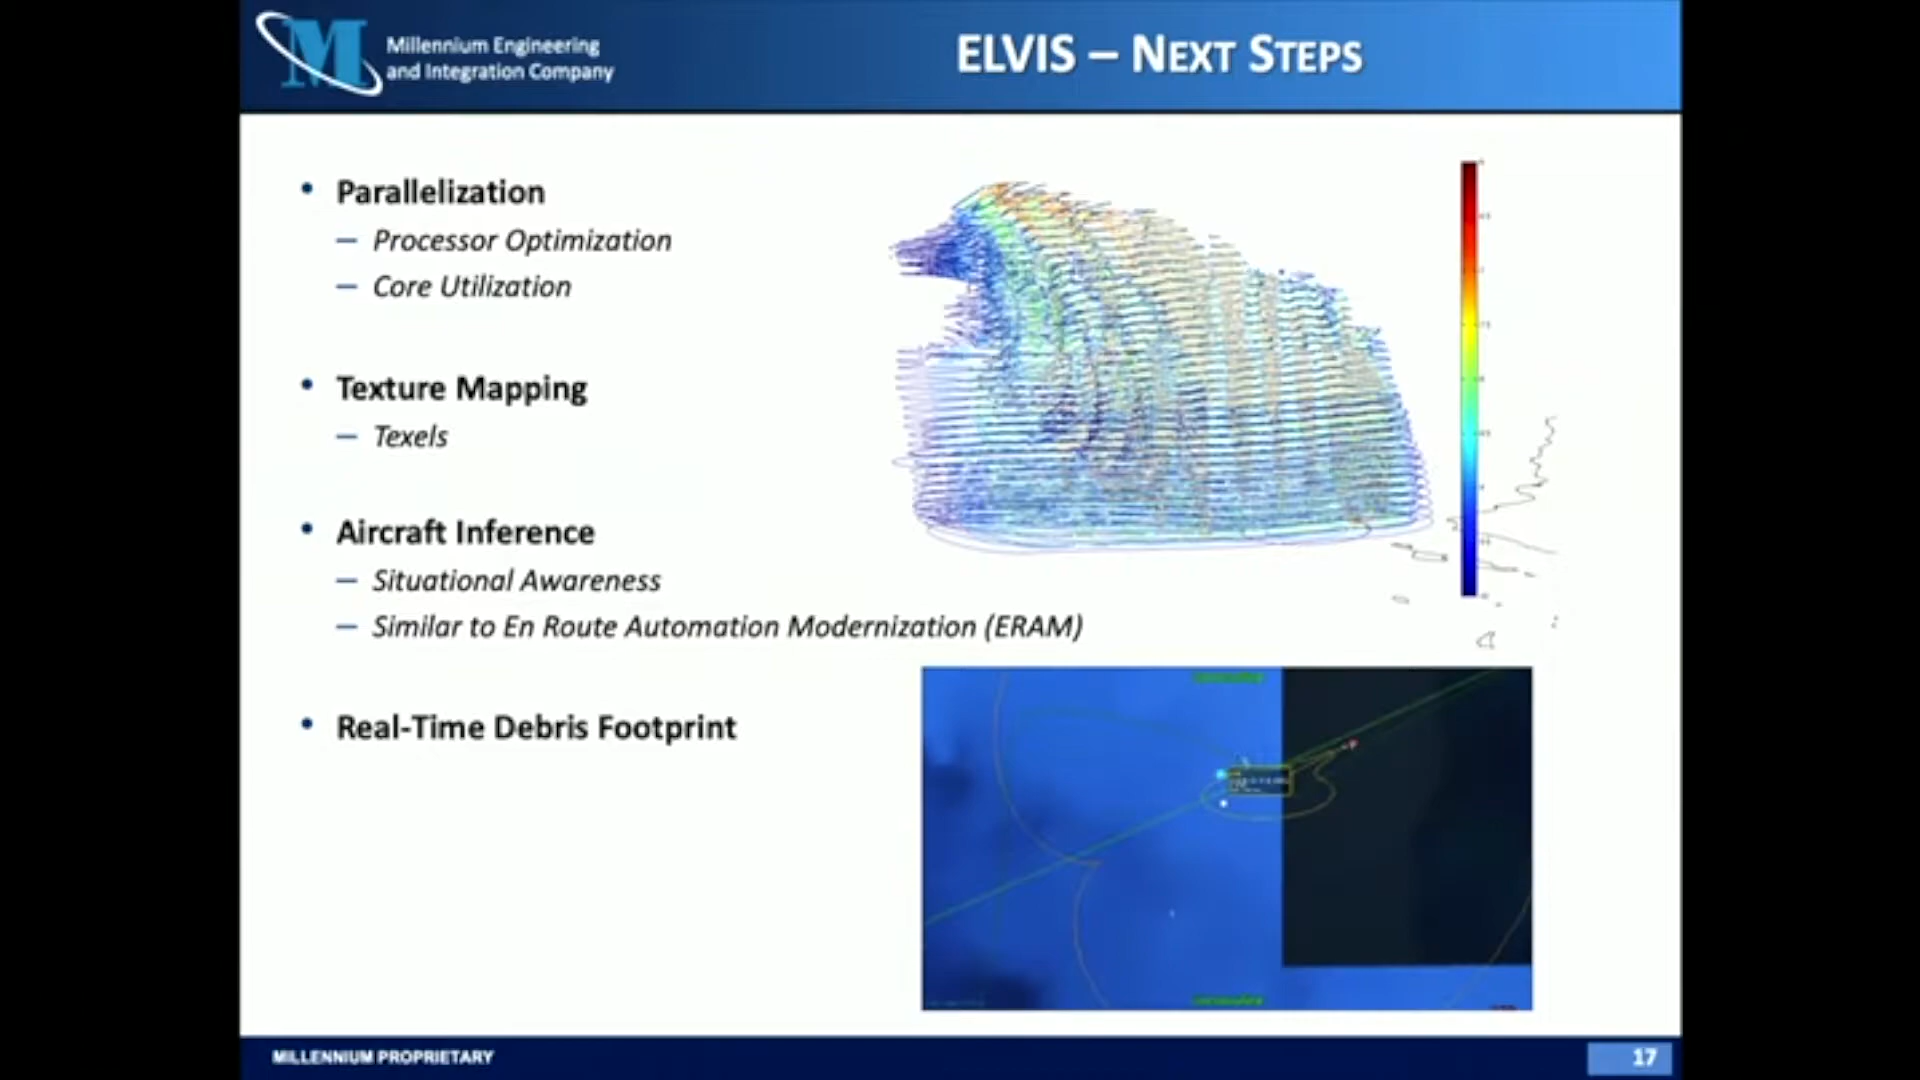 M
Millennium Engineering
and Integration Company
ELVIS – NEXT STEPS
• Parallelization
– Processor Optimization
– Core Utilization
• Texture Mapping
– Texels
• Aircraft Inference
– Situational Awareness
– Similar to En Route Automation Modernization (ERAM)
• Real-Time Debris Footprint
MILLENNIUM PROPRIETARY
17